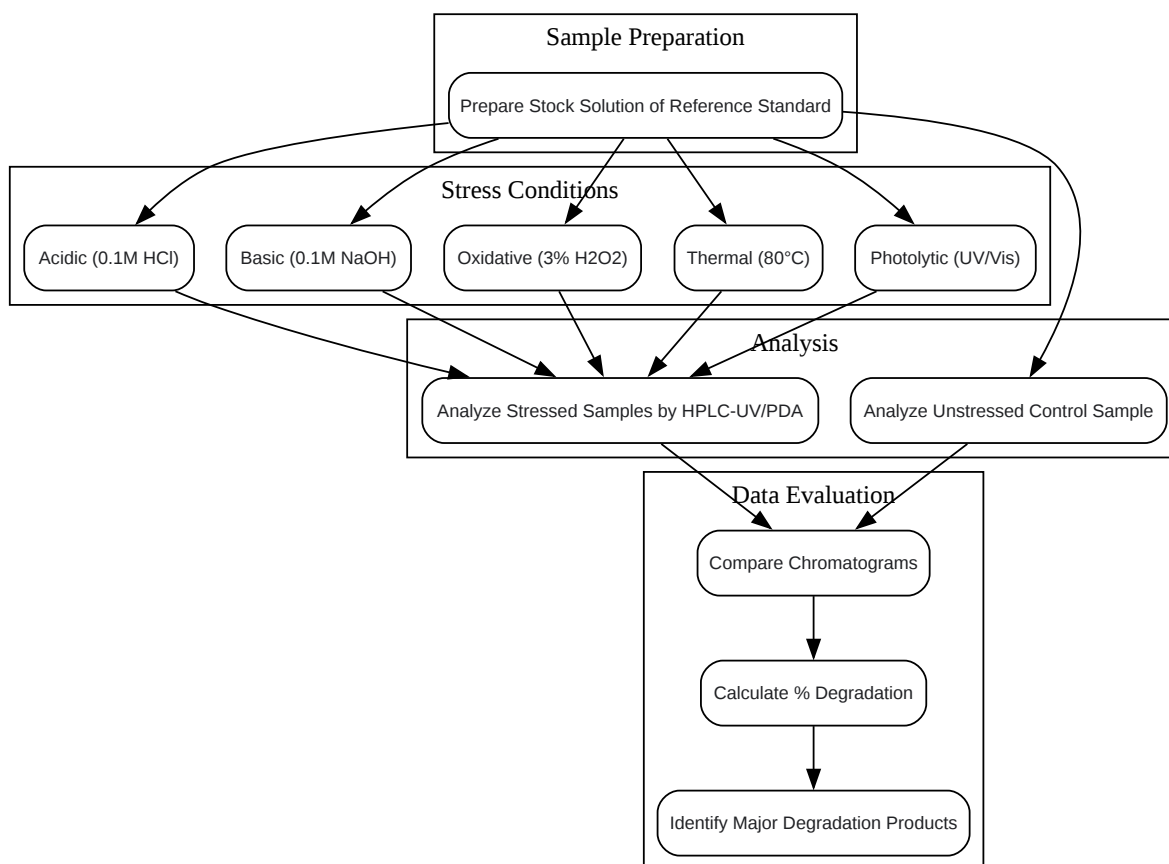 Sample Preparation
Prepare Stock Solution of Reference Standard
Stress Conditions
Acidic (0.1M HCl)
Basic (0.1M NaOH)
Oxidative (3% H2O2)
Thermal (80°C)
Photolytic (UV/Vis)
Analysis
Analyze Stressed Samples by HPLC-UV/PDA
Analyze Unstressed Control Sample
Data Evaluation
Compare Chromatograms
Calculate % Degradation
Identify Major Degradation Products